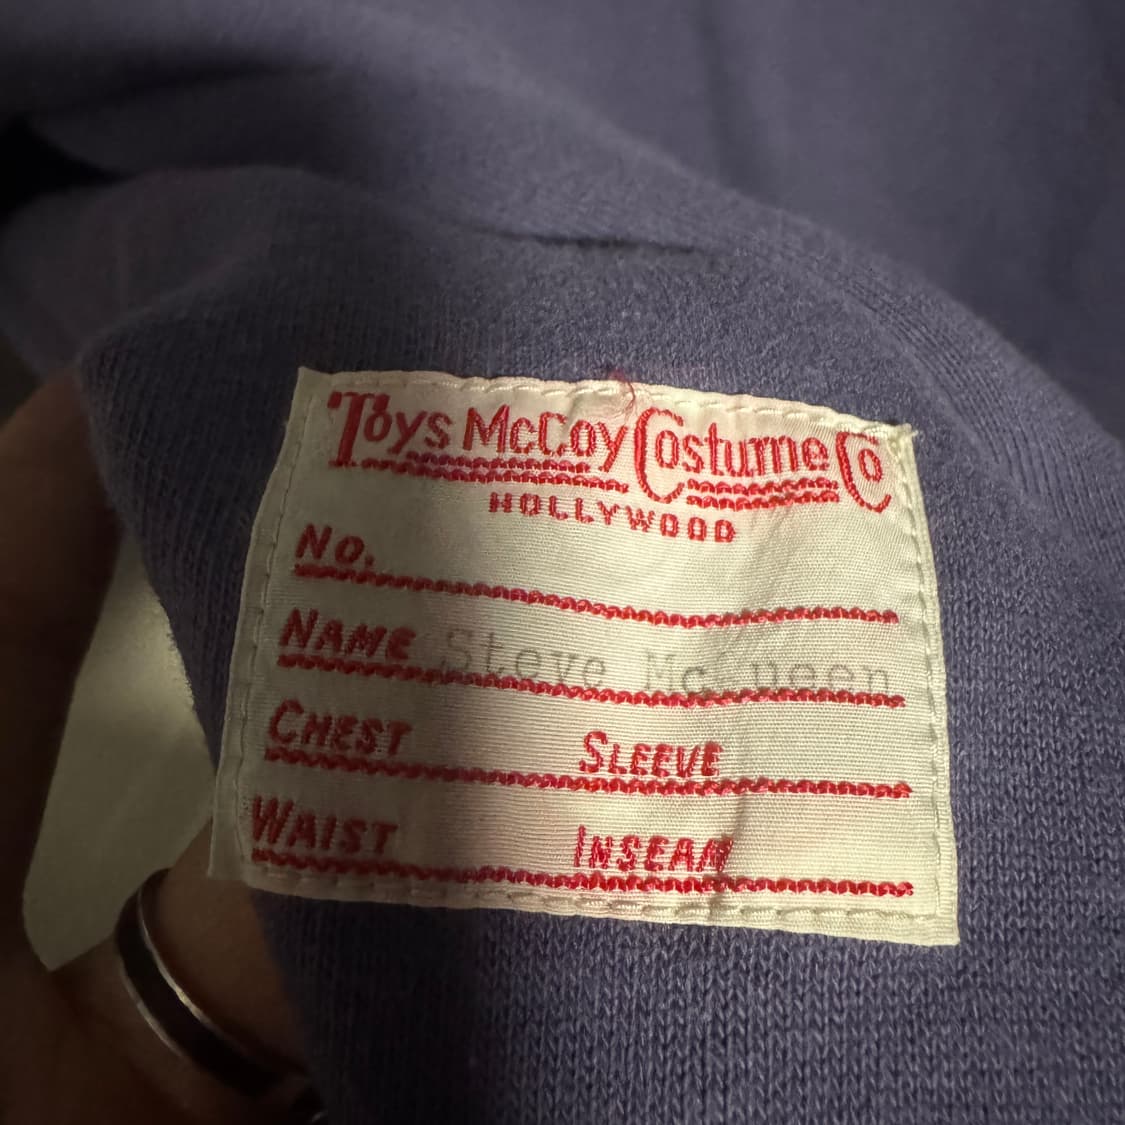 Toys McCoy Costume Co
HOLLYWOOD
No.
NAME Steve McQueen
CHEST SLEEVE
WAIST INSEAM